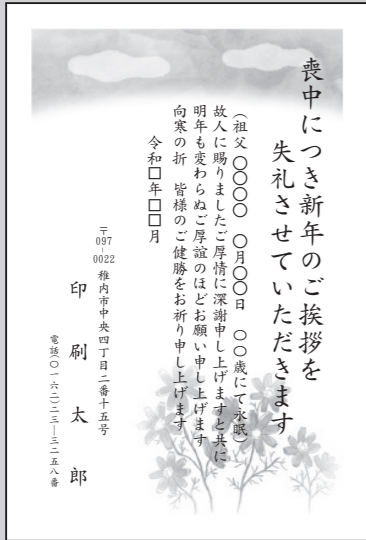 喪中につき新年のご挨拶を
失礼させていただきます
（祖父 〇〇〇〇 〇月〇〇日 〇〇歳にて永眠）
故人に賜りましたご厚情に深謝申し上げますと共に
明年も変わらぬご厚誼のほどお願い申し上げます
向寒の折 皆様のご健勝をお祈り申し上げます
令和□年□□月
〒097-0022 稚内市中央四丁目二番十五号
印刷太郎
電話(〇一六二)二三―三二五八番